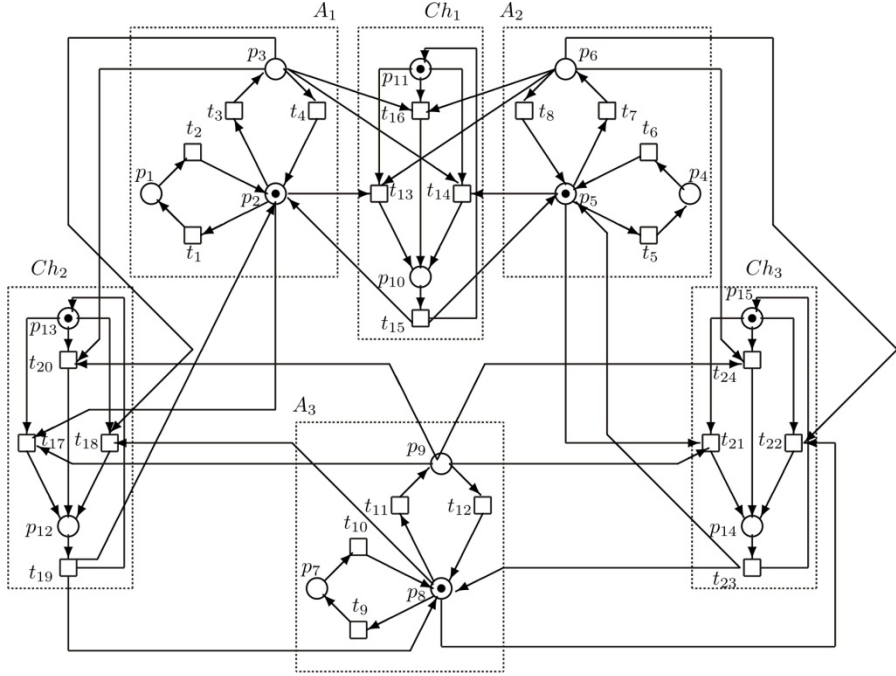 A₁ Ch₁ A₂
p₃ p₆
p₁₁
t₃ t₄ t₁₆ t₈ t₇
t₂ t₆
p₁ p₄
p₂ t₁₃ t₁₄ p₅
t₁ t₅
Ch₂ p₁₀ Ch₃
p₁₅
p₁₃ t₁₅
t₂₀ t₂₄
A₃
t₁₇ t₁₈ p₉ t₂₁ t₂₂
t₁₁ t₁₂
p₁₂ t₁₀ p₁₄
t₁₉ p₇ t₂₃
p₈
t₉